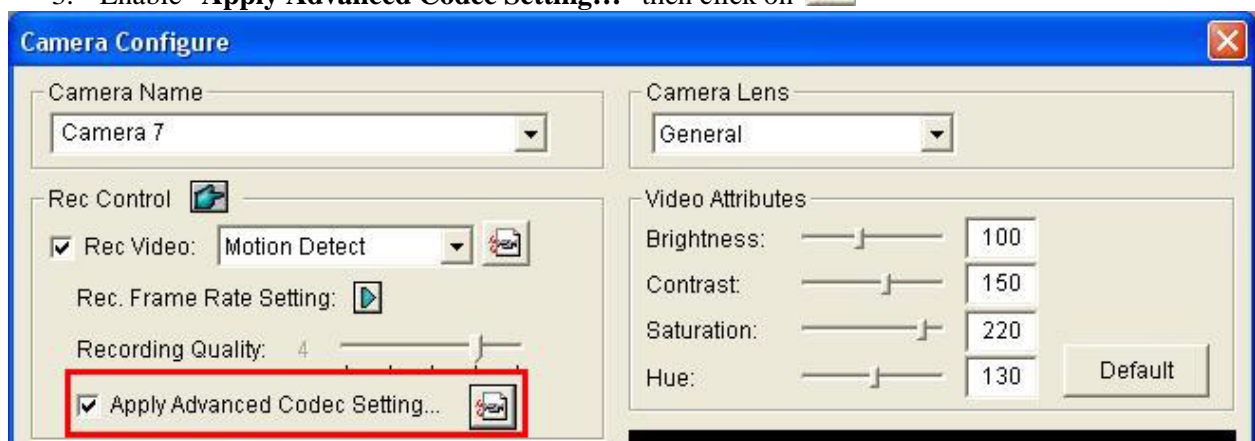 Enable "Apply Advanced Codec Setting…" then click on
Camera Configure
Camera Name
Camera 7
Camera Lens
General
Rec Control
Rec Video: Motion Detect
Rec. Frame Rate Setting:
Recording Quality: 4
Apply Advanced Codec Setting...
Video Attributes
Brightness: 100
Contrast: 150
Saturation: 220
Hue: 130
Default